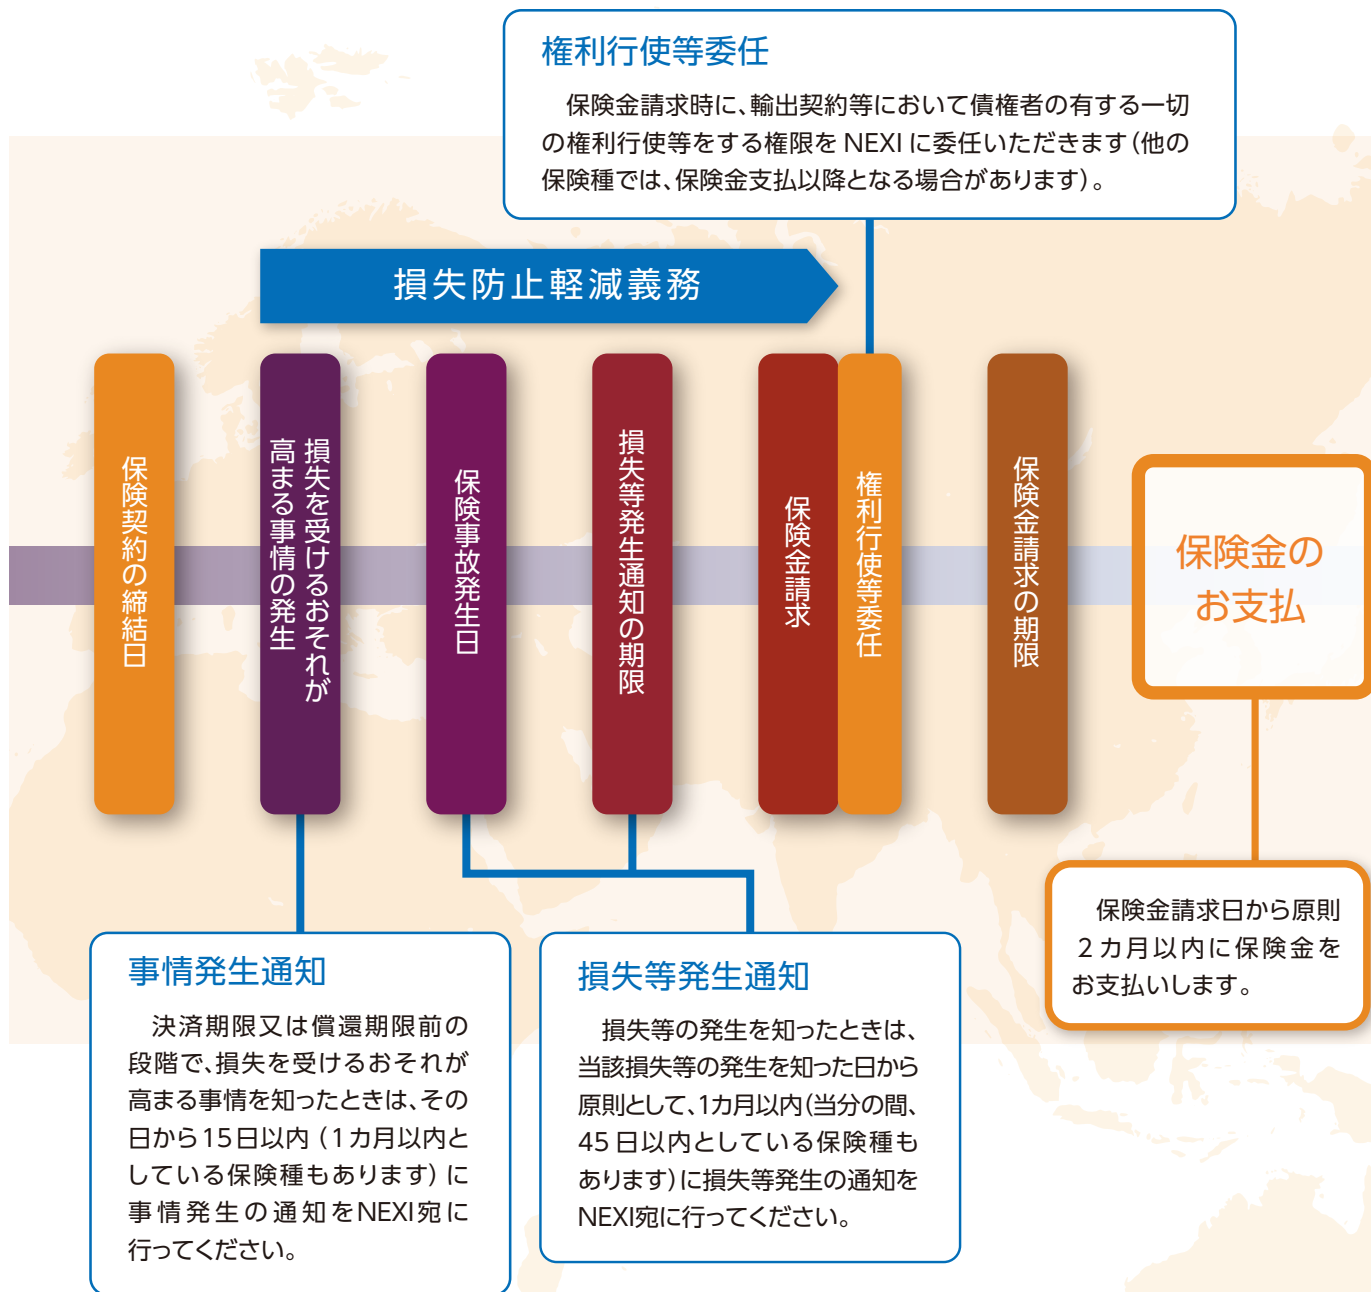 権利行使等委任
保険金請求時に、輸出契約等において債権者の有する一切
の権利行使等をする権限を NEXI に委任いただきます（他の
保険種では、保険金支払以降となる場合があります）。
損失防止軽減義務
保険契約の締結日
損失を受けるおそれが
高まる事情の発生
保険事故発生日
損失等発生通知の期限
保険金請求
権利行使等委任
保険金請求の期限
保険金の
お支払
事情発生通知
決済期限又は償還期限前の
段階で、損失を受けるおそれが
高まる事情を知ったときは、その
日から15日以内（1カ月以内と
している保険種もあります）に
事情発生の通知をNEXI宛に
行ってください。
損失等発生通知
損失等の発生を知ったときは、
当該損失等の発生を知った日から
原則として、1カ月以内（当分の間、
45日以内としている保険種も
あります）に損失等発生の通知を
NEXI宛に行ってください。
保険金請求日から原則
2カ月以内に保険金を
お支払いします。